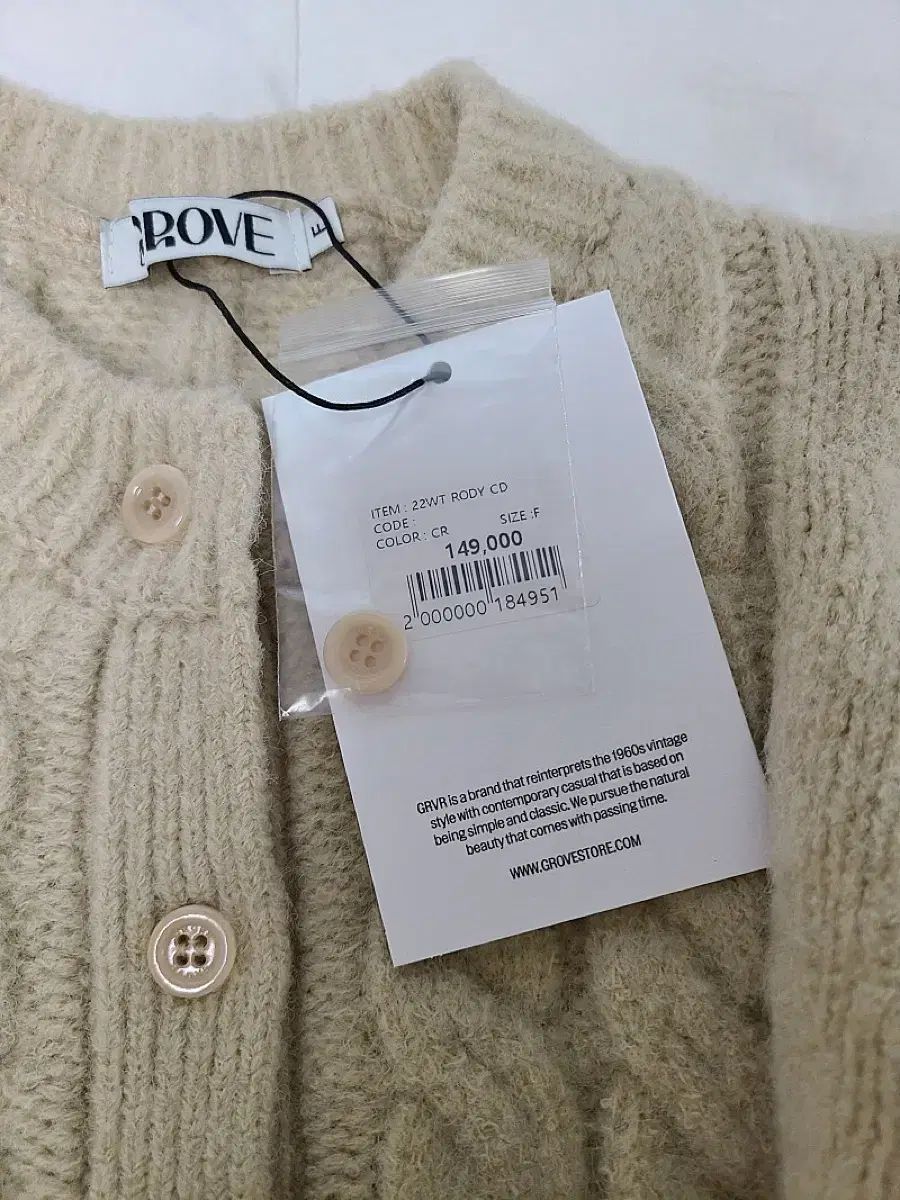 GROVE
F
ITEM : 22WT RODY CD
CODE :
COLOR : CR SIZE :F
149,000
2 000000 184951
GRVR is a brand that reinterprets the 1960s vintage
style with contemporary casual that is based on
being simple and classic. We pursue the natural
beauty that comes with passing time.
WWW.GROVESTORE.COM